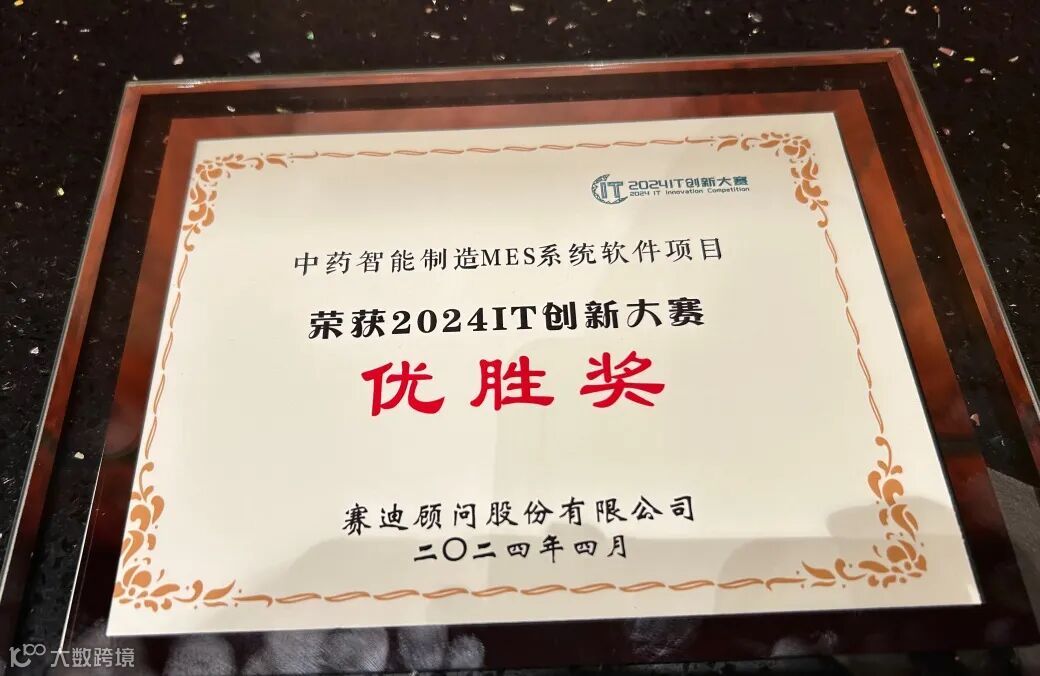 IT 2024IT创新大赛
2024 IT Innovation Competition
中药智能制造MES系统软件项目
荣获2024IT创新大赛
优胜奖
赛迪顾问股份有限公司
二〇二四年四月
大数跨境